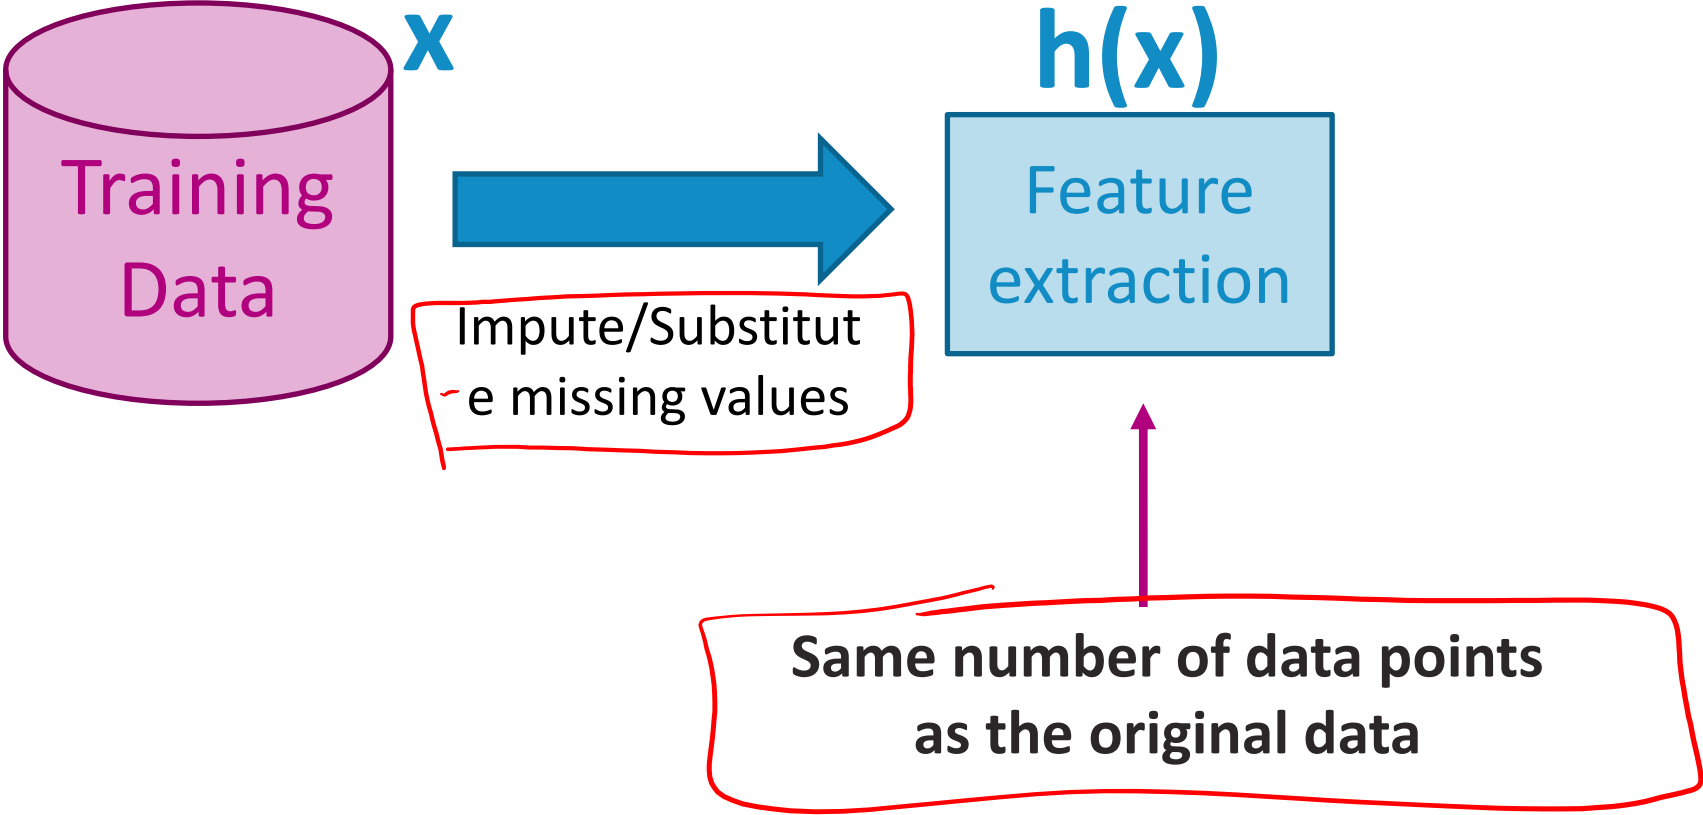 x
Training
Data
h(x)
Feature
extraction
Impute/Substitut
e missing values
Same number of data points
as the original data